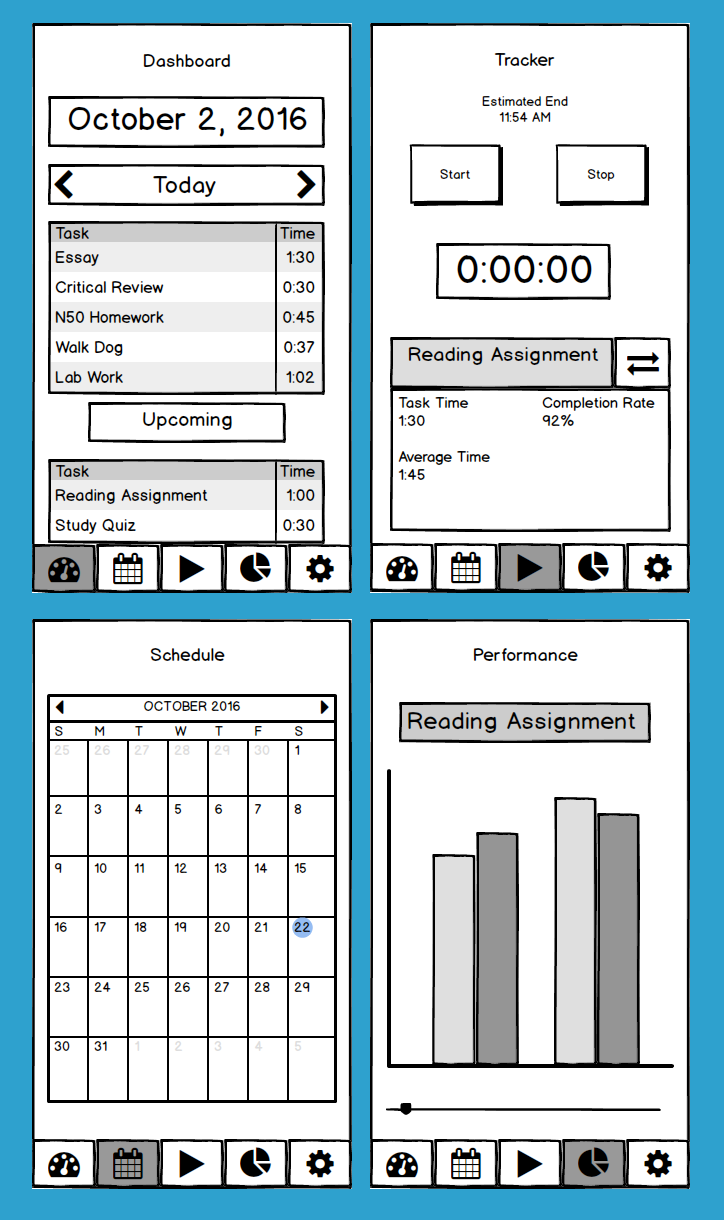 Dashboard
October 2, 2016
Today
Task Time
Essay 1:30
Critical Review 0:30
N50 Homework 0:45
Walk Dog 0:37
Lab Work 1:02
Upcoming
Task Time
Reading Assignment 1:00
Study Quiz 0:30
Tracker
Estimated End
11:54 AM
Start Stop
0:00:00
Reading Assignment
Task Time Completion Rate
1:30 92%
Average Time
1:45
Schedule
OCTOBER 2016
S M T W T F S
25 26 27 28 29 30 1
2 3 4 5 6 7 8
9 10 11 12 13 14 15
16 17 18 19 20 21 22
23 24 25 26 27 28 29
30 31 1 2 3 4 5
Performance
Reading Assignment